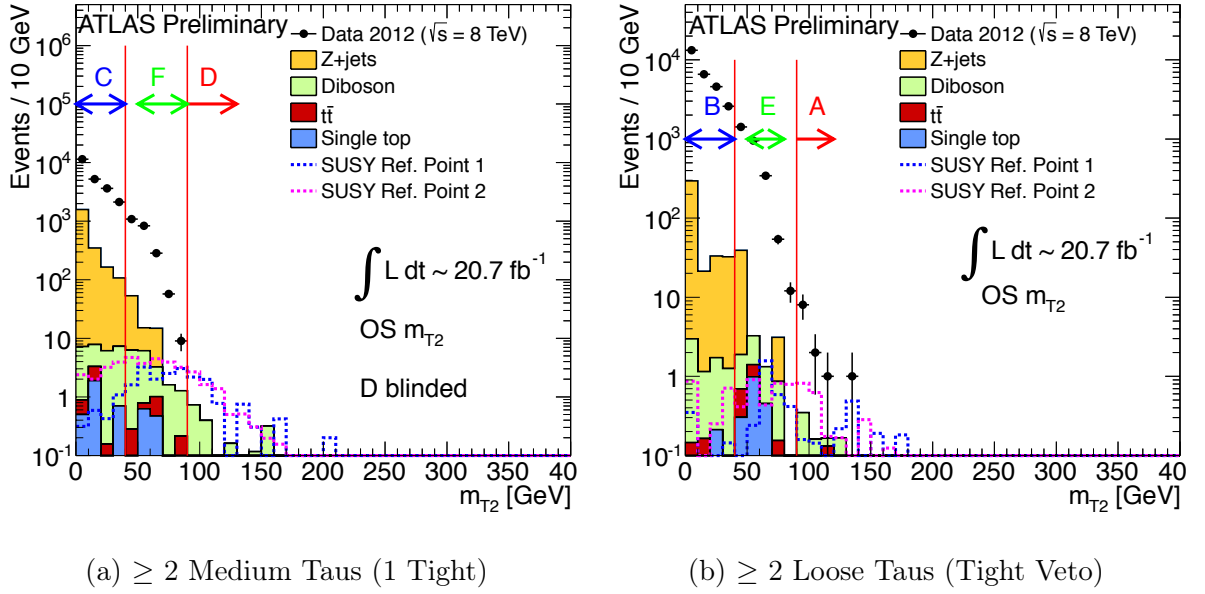 ATLAS Preliminary
Data 2012 (√s = 8 TeV)
Z+jets
Diboson
tt̄
Single top
SUSY Ref. Point 1
SUSY Ref. Point 2
C F D
∫ L dt ~ 20.7 fb⁻¹
OS m_T2
D blinded
Events / 10 GeV
10⁶
10⁵
10⁴
10³
10²
10
1
10⁻¹
0 50 100 150 200 250 300 350 40
m_T2 [GeV]
(a) ≥ 2 Medium Taus (1 Tight)
ATLAS Preliminary
Data 2012 (√s = 8 TeV)
Z+jets
Diboson
tt̄
Single top
SUSY Ref. Point 1
SUSY Ref. Point 2
B E A
∫ L dt ~ 20.7 fb⁻¹
OS m_T2
Events / 10 GeV
10⁴
10³
10²
10
1
10⁻¹
0 50 100 150 200 250 300 350 40
m_T2 [GeV]
(b) ≥ 2 Loose Taus (Tight Veto)